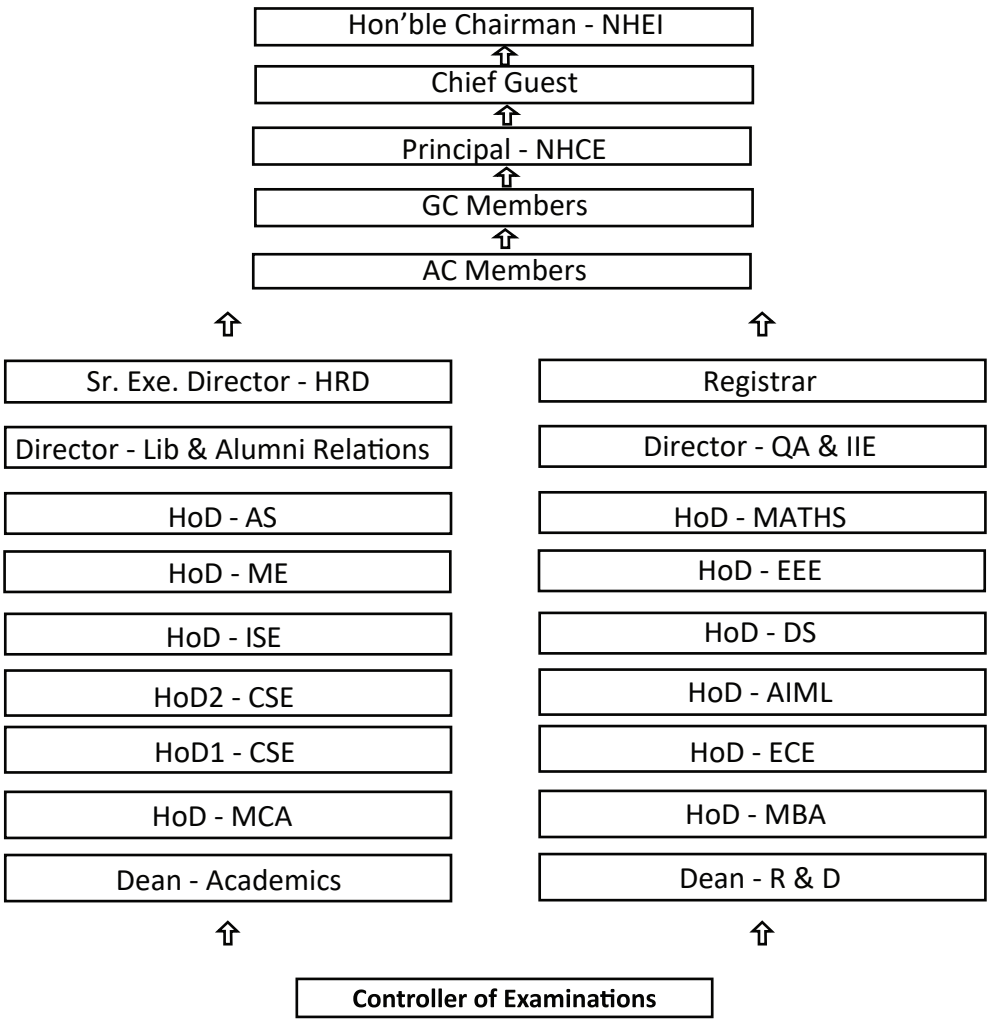 Hon’ble Chairman - NHEI
Chief Guest
Principal - NHCE
GC Members
AC Members
Sr. Exe. Director - HRD
Registrar
Director - Lib & Alumni Relations
Director - QA & IIE
HoD - AS
HoD - MATHS
HoD - ME
HoD - EEE
HoD - ISE
HoD - DS
HoD2 - CSE
HoD - AIML
HoD1 - CSE
HoD - ECE
HoD - MCA
HoD - MBA
Dean - Academics
Dean - R & D
Controller of Examinations